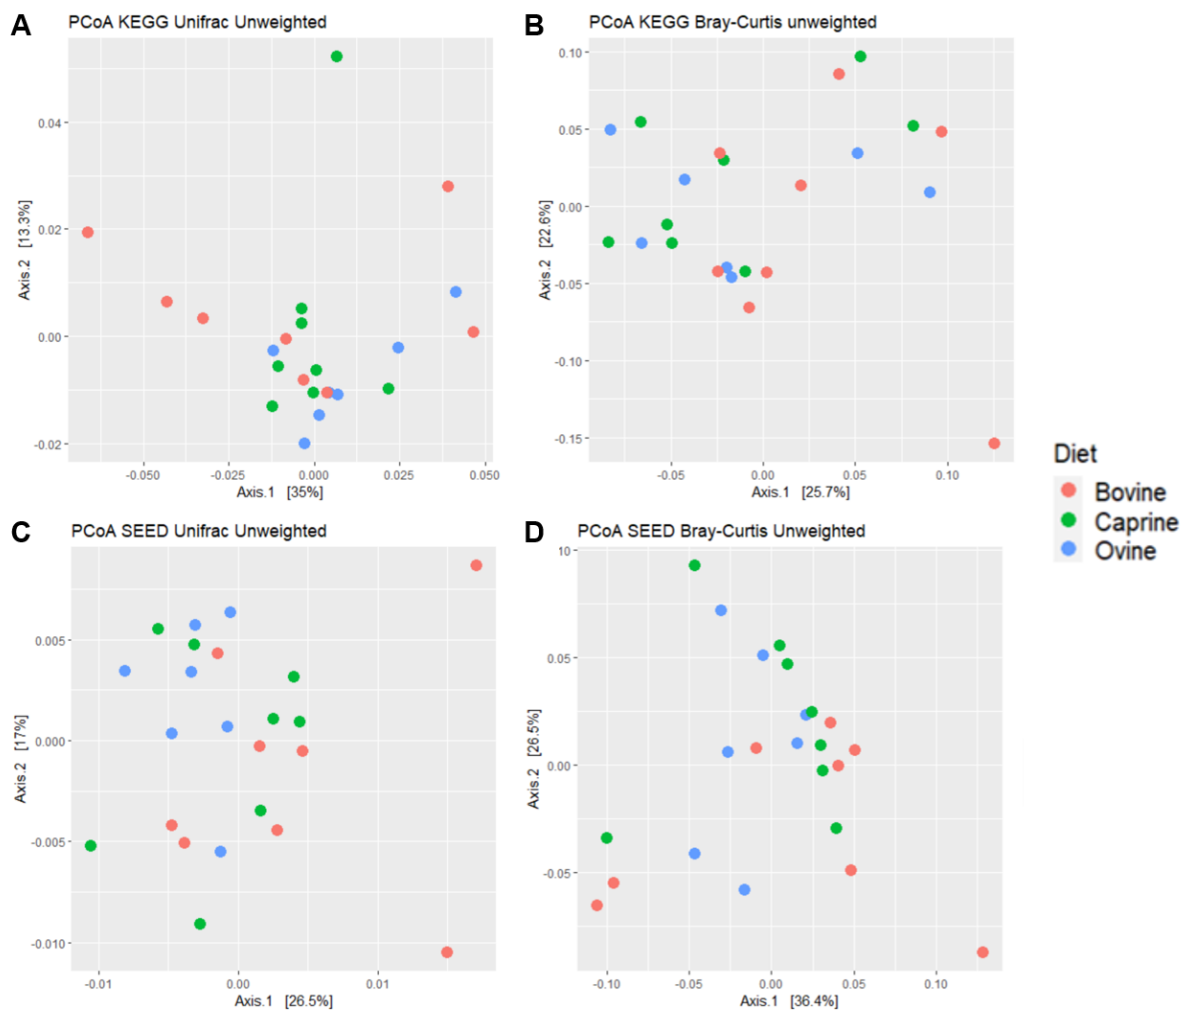 A
PCoA KEGG Unifrac Unweighted
0.04
0.02
0.00
-0.02
Axis.2 [13.3%]
-0.050
-0.025
0.000
0.025
0.050
Axis.1 [35%]
B
PCoA KEGG Bray-Curtis unweighted
0.10
0.05
0.00
-0.05
-0.10
-0.15
Axis.2 [22.6%]
-0.05
0.00
0.05
0.10
Axis.1 [25.7%]
Diet
Bovine
Caprine
Ovine
C
PCoA SEED Unifrac Unweighted
0.005
0.000
-0.005
-0.010
Axis.2 [17%]
-0.01
0.00
0.01
Axis.1 [26.5%]
D
PCoA SEED Bray-Curtis Unweighted
10
0.05
0.00
-0.05
Axis.2 [26.5%]
-0.10
-0.05
0.00
0.05
0.10
Axis.1 [36.4%]